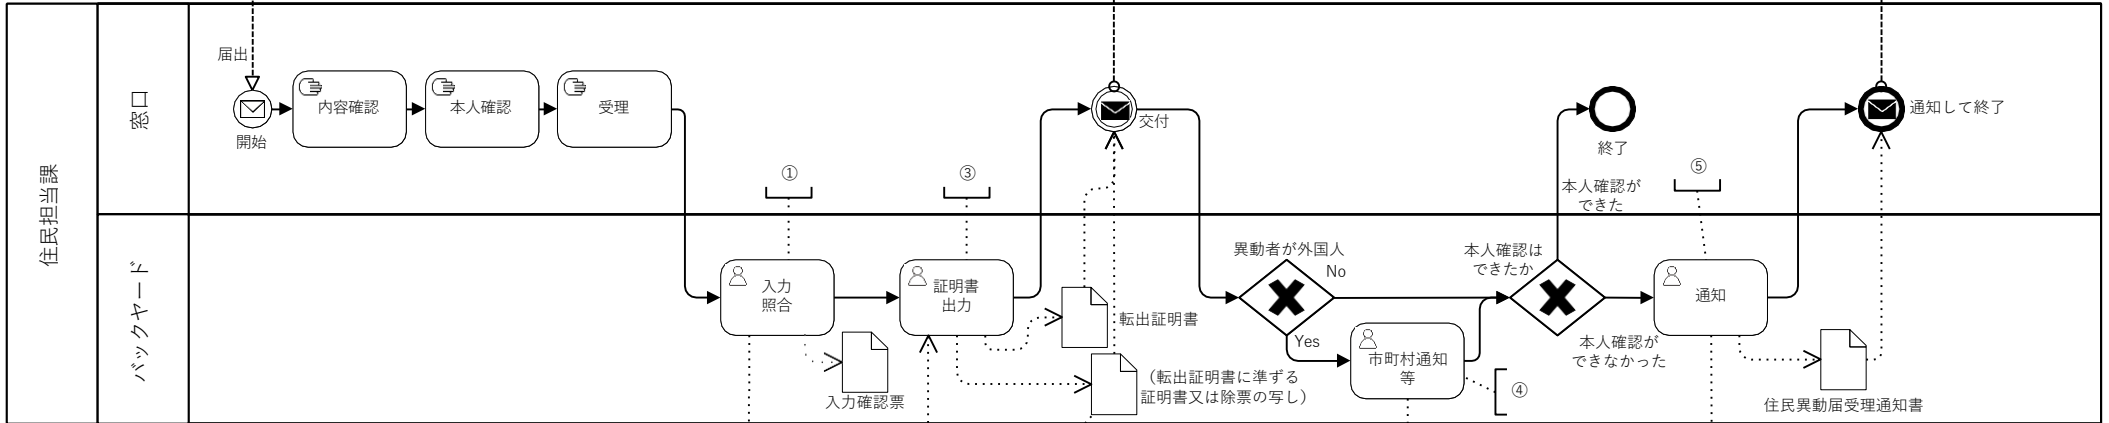 住民担当課
窓口
届出
開始
内容確認
本人確認
受理
交付
終了
通知して終了
本人確認が
できた
①
③
⑤
バックヤード
入力
照合
入力確認票
証明書
出力
転出証明書
（転出証明書に準ずる
証明書又は除票の写し）
異動者が外国人
No
Yes
市町村通知
等
④
本人確認は
できたか
本人確認が
できなかった
通知
住民異動届受理通知書